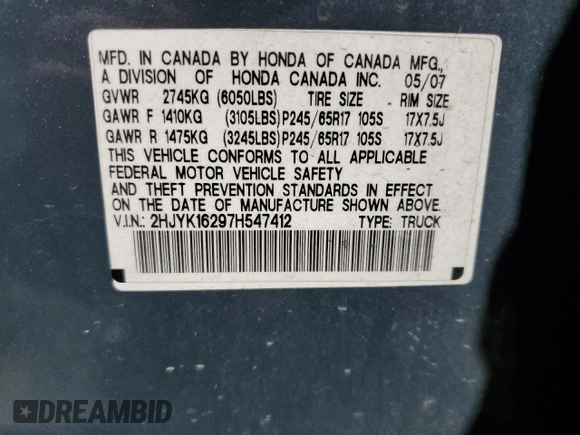 MFD. IN CANADA BY HONDA OF CANADA MFG.,
A DIVISION OF HONDA CANADA INC. 05/07
GVWR 2745KG (6050LBS) TIRE SIZE RIM SIZE
GAWR F 1410KG (3105LBS)P245/65R17 105S 17X7.5J
GAWR R 1475KG (3245LBS)P245/65R17 105S 17X7.5J
THIS VEHICLE CONFORMS TO ALL APPLICABLE
FEDERAL MOTOR VEHICLE SAFETY
AND THEFT PREVENTION STANDARDS IN EFFECT
ON THE DATE OF MANUFACTURE SHOWN ABOVE.
V.I.N.: 2HJYK16297H547412 TYPE: TRUCK
DREAMBID